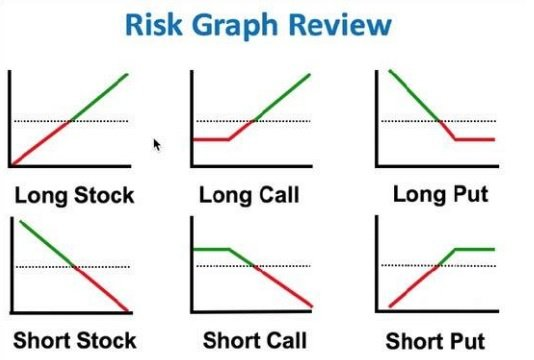 Risk Graph Review
Long Stock
Long Call
Long Put
Short Stock
Short Call
Short Put